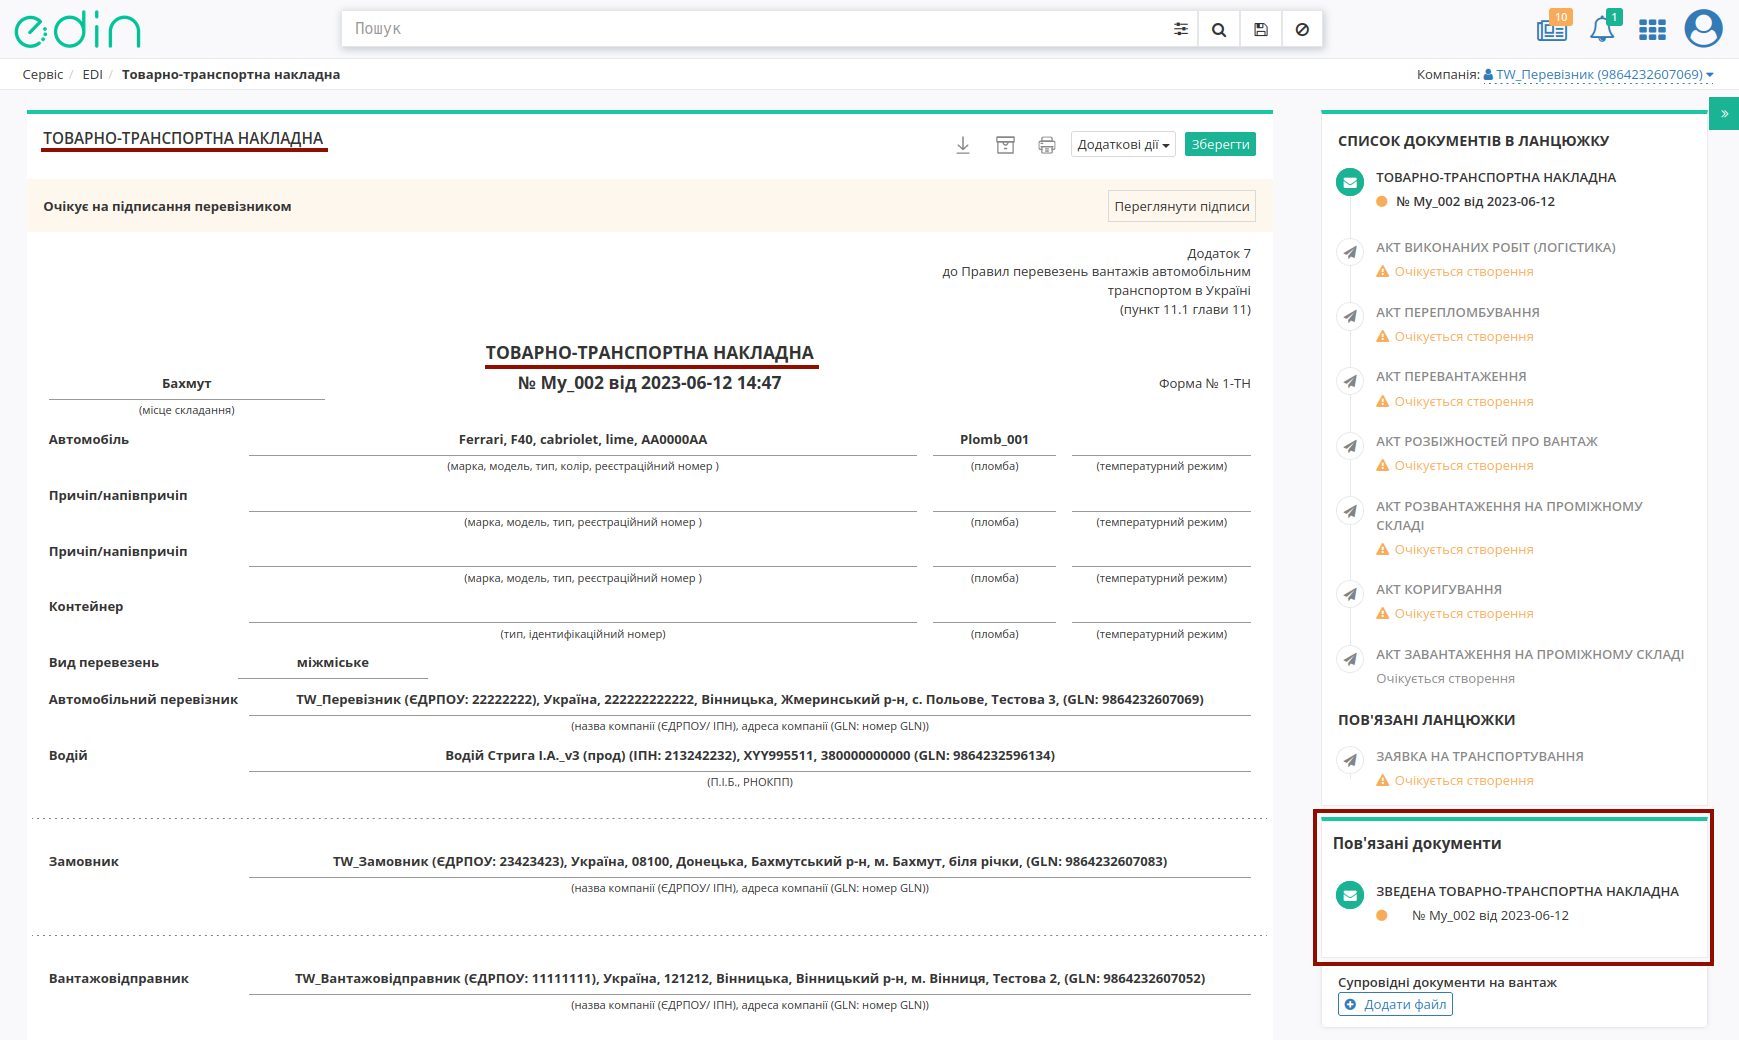 edin
Пошук
10
1
Сервіс / EDI / Товарно-транспортна накладна
Компанія: TW_Перевізник (9864232607069)
ТОВАРНО-ТРАНСПОРТНА НАКЛАДНА
Додаткові дії
Зберегти
Очікує на підписання перевізником
Переглянути підписи
Додаток 7
до Правил перевезень вантажів автомобільним
транспортом в Україні
(пункт 11.1 глави 11)
ТОВАРНО-ТРАНСПОРТНА НАКЛАДНА
Бахмут
№ My_002 від 2023-06-12 14:47
Форма № 1-ТН
(місце складання)
Автомобіль
Ferrari, F40, cabriolet, lime, AA0000AA
Plomb_001
(марка, модель, тип, колір, реєстраційний номер )
(пломба)
(температурний режим)
Причіп/напівпричіп
(марка, модель, тип, реєстраційний номер )
(пломба)
(температурний режим)
Причіп/напівпричіп
(марка, модель, тип, реєстраційний номер )
(пломба)
(температурний режим)
Контейнер
(тип, ідентифікаційний номер)
(пломба)
(температурний режим)
Вид перевезень
міжміське
Автомобільний перевізник
TW_Перевізник (ЄДРПОУ: 22222222), Україна, 222222222222, Вінницька, Жмеринський р-н, с. Польове, Тестова 3, (GLN: 9864232607069)
(назва компанії (ЄДРПОУ/ ІПН), адреса компанії (GLN: номер GLN))
Водій
Водій Стрига І.А._v3 (прод) (ІПН: 213242232), XYY995511, 380000000000 (GLN: 9864232596134)
(П.І.Б., РНОКПП)
Замовник
TW_Замовник (ЄДРПОУ: 23423423), Україна, 08100, Донецька, Бахмутський р-н, м. Бахмут, біля річки, (GLN: 9864232607083)
(назва компанії (ЄДРПОУ/ ІПН), адреса компанії (GLN: номер GLN))
Вантажовідправник
TW_Вантажовідправник (ЄДРПОУ: 11111111), Україна, 121212, Вінницька, Вінницький р-н, м. Вінниця, Тестова 2, (GLN: 9864232607052)
(назва компанії (ЄДРПОУ/ ІПН), адреса компанії (GLN: номер GLN))
»
СПИСОК ДОКУМЕНТІВ В ЛАНЦЮЖКУ
ТОВАРНО-ТРАНСПОРТНА НАКЛАДНА
№ My_002 від 2023-06-12
АКТ ВИКОНАНИХ РОБІТ (ЛОГІСТИКА)
Очікується створення
АКТ ПЕРЕПЛОМБУВАННЯ
Очікується створення
АКТ ПЕРЕВАНТАЖЕННЯ
Очікується створення
АКТ РОЗБІЖНОСТЕЙ ПРО ВАНТАЖ
Очікується створення
АКТ РОЗВАНТАЖЕННЯ НА ПРОМІЖНОМУ
СКЛАДІ
Очікується створення
АКТ КОРИГУВАННЯ
Очікується створення
АКТ ЗАВАНТАЖЕННЯ НА ПРОМІЖНОМУ СКЛАДІ
Очікується створення
ПОВ'ЯЗАНІ ЛАНЦЮЖКИ
ЗАЯВКА НА ТРАНСПОРТУВАННЯ
Очікується створення
Пов'язані документи
ЗВЕДЕНА ТОВАРНО-ТРАНСПОРТНА НАКЛАДНА
№ My_002 від 2023-06-12
Супровідні документи на вантаж
Додати файл